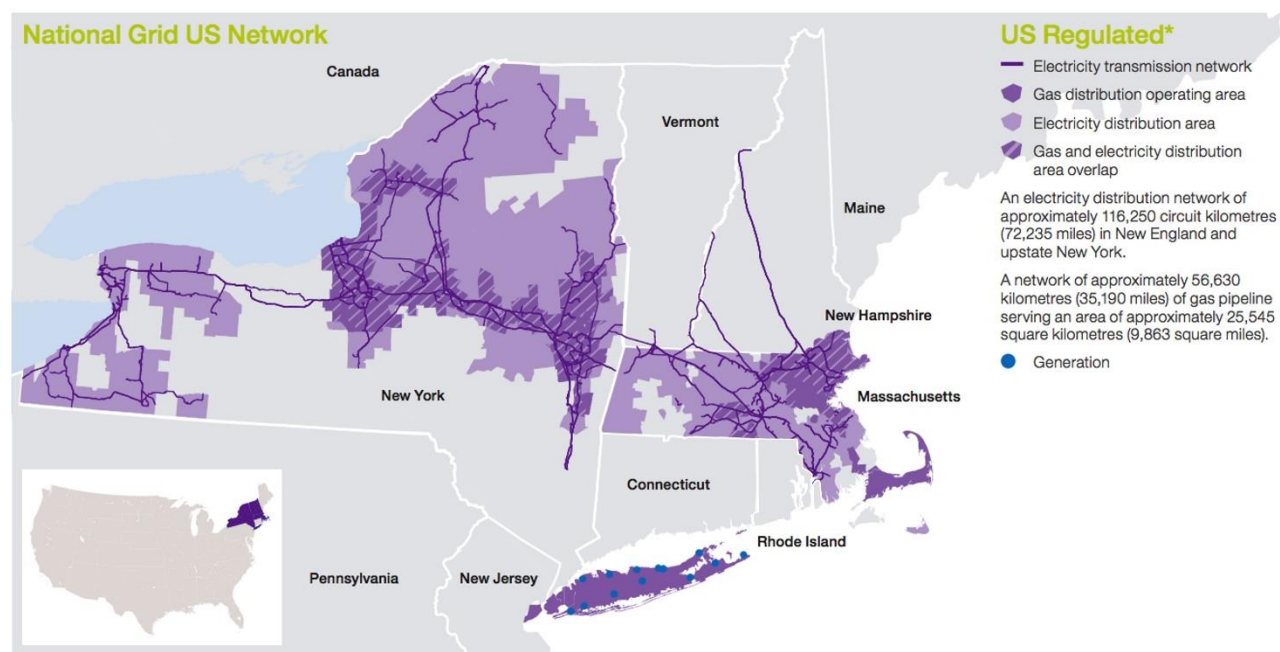 National Grid US Network
US Regulated*
Electricity transmission network
Gas distribution operating area
Electricity distribution area
Gas and electricity distribution
area overlap
An electricity distribution network of
approximately 116,250 circuit kilometres
(72,235 miles) in New England and
upstate New York.
A network of approximately 56,630
kilometres (35,190 miles) of gas pipeline
serving an area of approximately 25,545
square kilometres (9,863 square miles).
Generation
Canada
Vermont
Maine
New Hampshire
New York
Massachusetts
Connecticut
Rhode Island
Pennsylvania
New Jersey